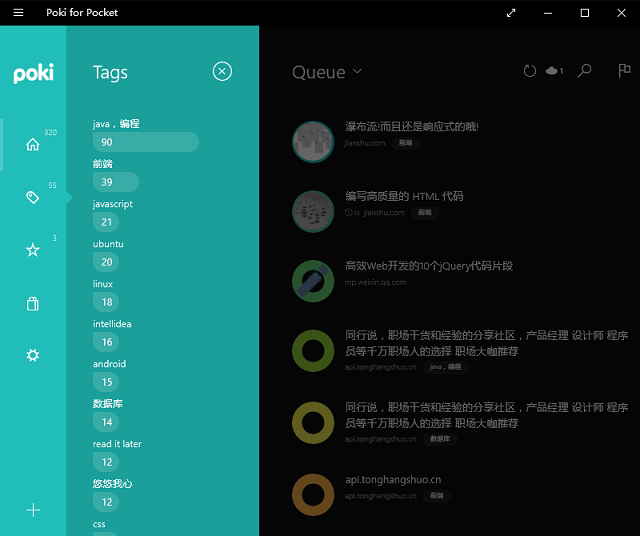 Poki for Pocket
poki
320
55
3
Tags
java，编程
90
前端
39
javascript
21
ubuntu
20
linux
18
intellidea
16
android
15
数据库
14
read it later
12
悠悠我心
12
css
Queue
1
瀑布流!而且还是响应式的哦!
jianshu.com 前端
编写高质量的 HTML 代码
15 jianshu.com 前端
高效Web开发的10个jQuery代码片段
mp.weixin.qq.com
同行说，职场干货和经验的分享社区，产品经理 设计师 程序
员等千万职场人的选择 职场大咖推荐
api.tonghangshuo.cn java，编程
同行说，职场干货和经验的分享社区，产品经理 设计师 程序
员等千万职场人的选择 职场大咖推荐
api.tonghangshuo.cn 数据库
api.tonghangshuo.cn
api.tonghangshuo.cn 前端